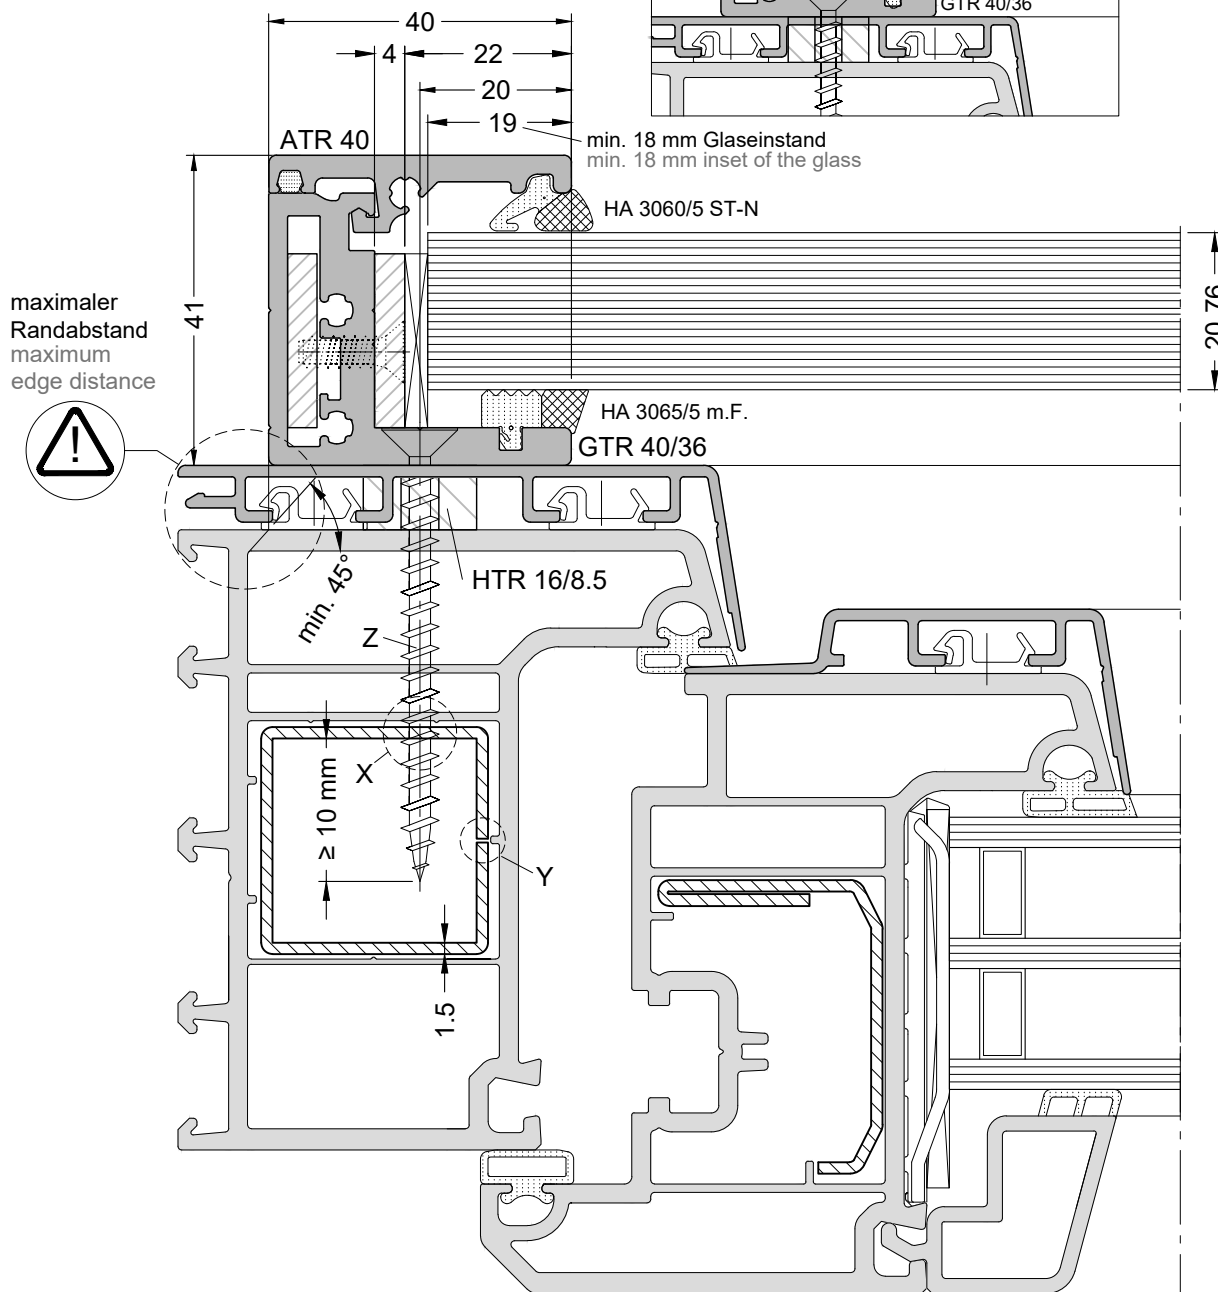 GTR 40/36
40
4
22
20
19
min. 18 mm Glaseinstand
min. 18 mm inset of the glass
ATR 40
HA 3060/5 ST-N
41
20,76
maximaler
Randabstand
maximum
edge distance
!
HA 3065/5 m.F.
GTR 40/36
min. 45°
HTR 16/8.5
Z
X
≥ 10 mm
Y
1.5